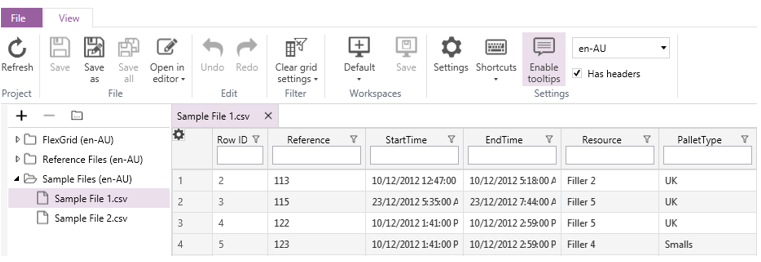 File View
Refresh Save Save as Save all Open in editor Undo Redo Clear grid settings Default Save Settings Shortcuts Enable tooltips en-AU
Has headers
Project File Edit Filter Workspaces Settings
Sample File 1.csv
FlexGrid (en-AU)
Reference Files (en-AU)
Sample Files (en-AU)
Sample File 1.csv
Sample File 2.csv
Row ID Reference StartTime EndTime Resource PalletType
1 2 113 10/12/2012 12:47:00 10/12/2012 5:18:00 A Filler 2 UK
2 3 115 23/12/2012 5:35:00 A 23/12/2012 7:44:00 A Filler 5 UK
3 4 122 10/12/2012 1:41:00 P 10/12/2012 2:59:00 P Filler 5 UK
4 5 123 10/12/2012 1:41:00 P 10/12/2012 2:59:00 P Filler 4 Smalls